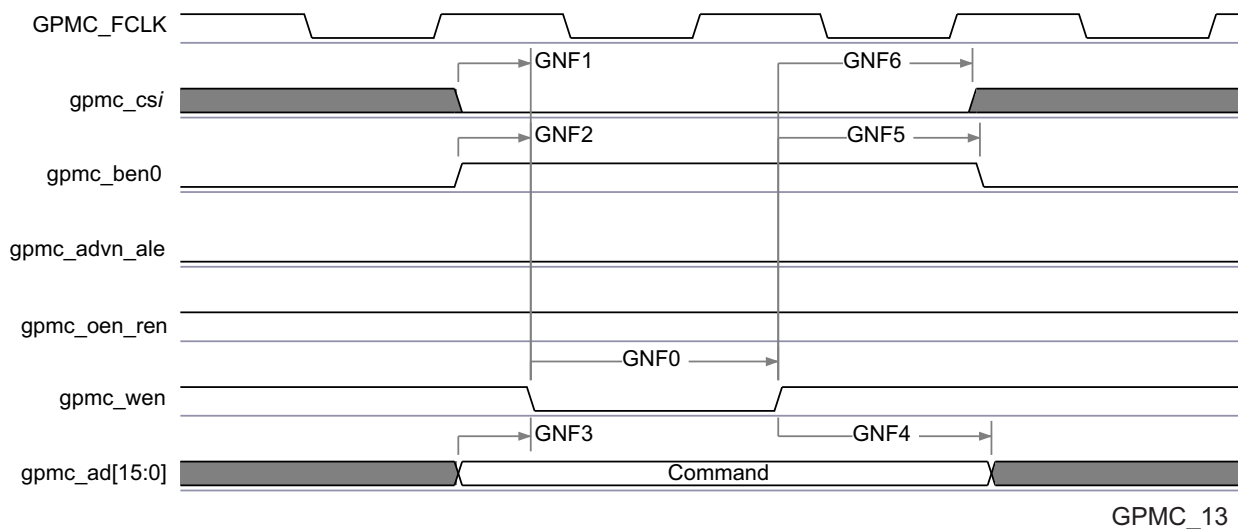 GPMC_FCLK
GNF1
GNF6
gpmc_csi
GNF2
GNF5
gpmc_ben0
gpmc_advn_ale
gpmc_oen_ren
GNF0
gpmc_wen
GNF3
GNF4
gpmc_ad[15:0]
Command
GPMC_13